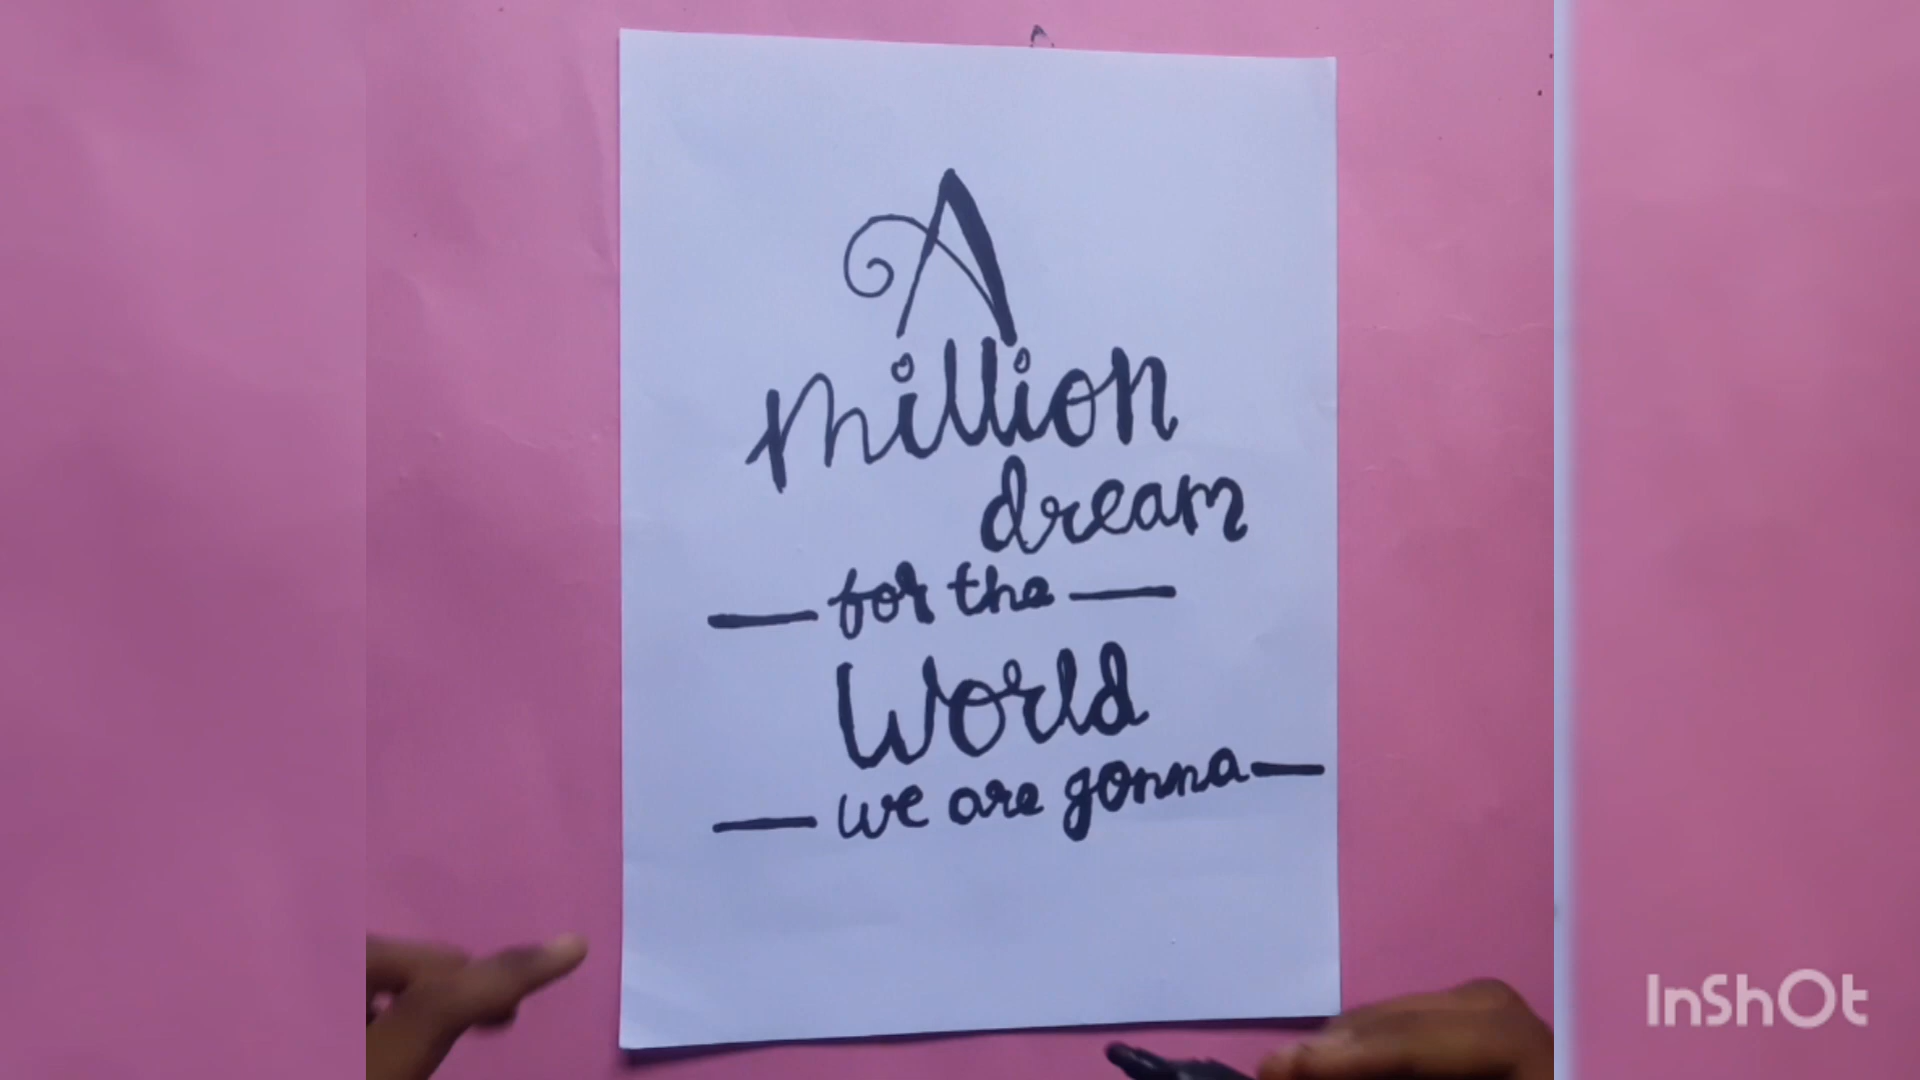 A
million
dream
for the
World
we are gonna
InShOt